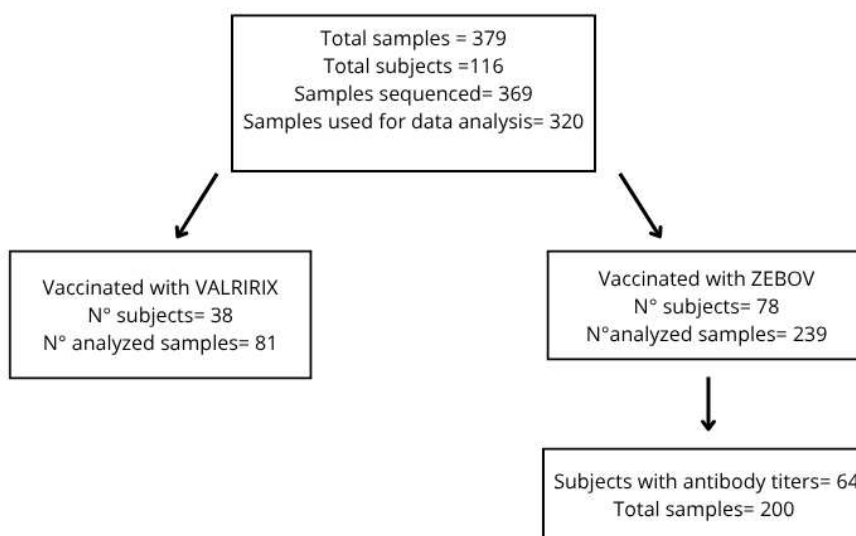 Total samples = 379
Total subjects =116
Samples sequenced= 369
Samples used for data analysis= 320
Vaccinated with VALRIRIX
N° subjects= 38
N° analyzed samples= 81
Vaccinated with ZEBOV
N° subjects= 78
N°analyzed samples= 239
Subjects with antibody titers= 64
Total samples= 200